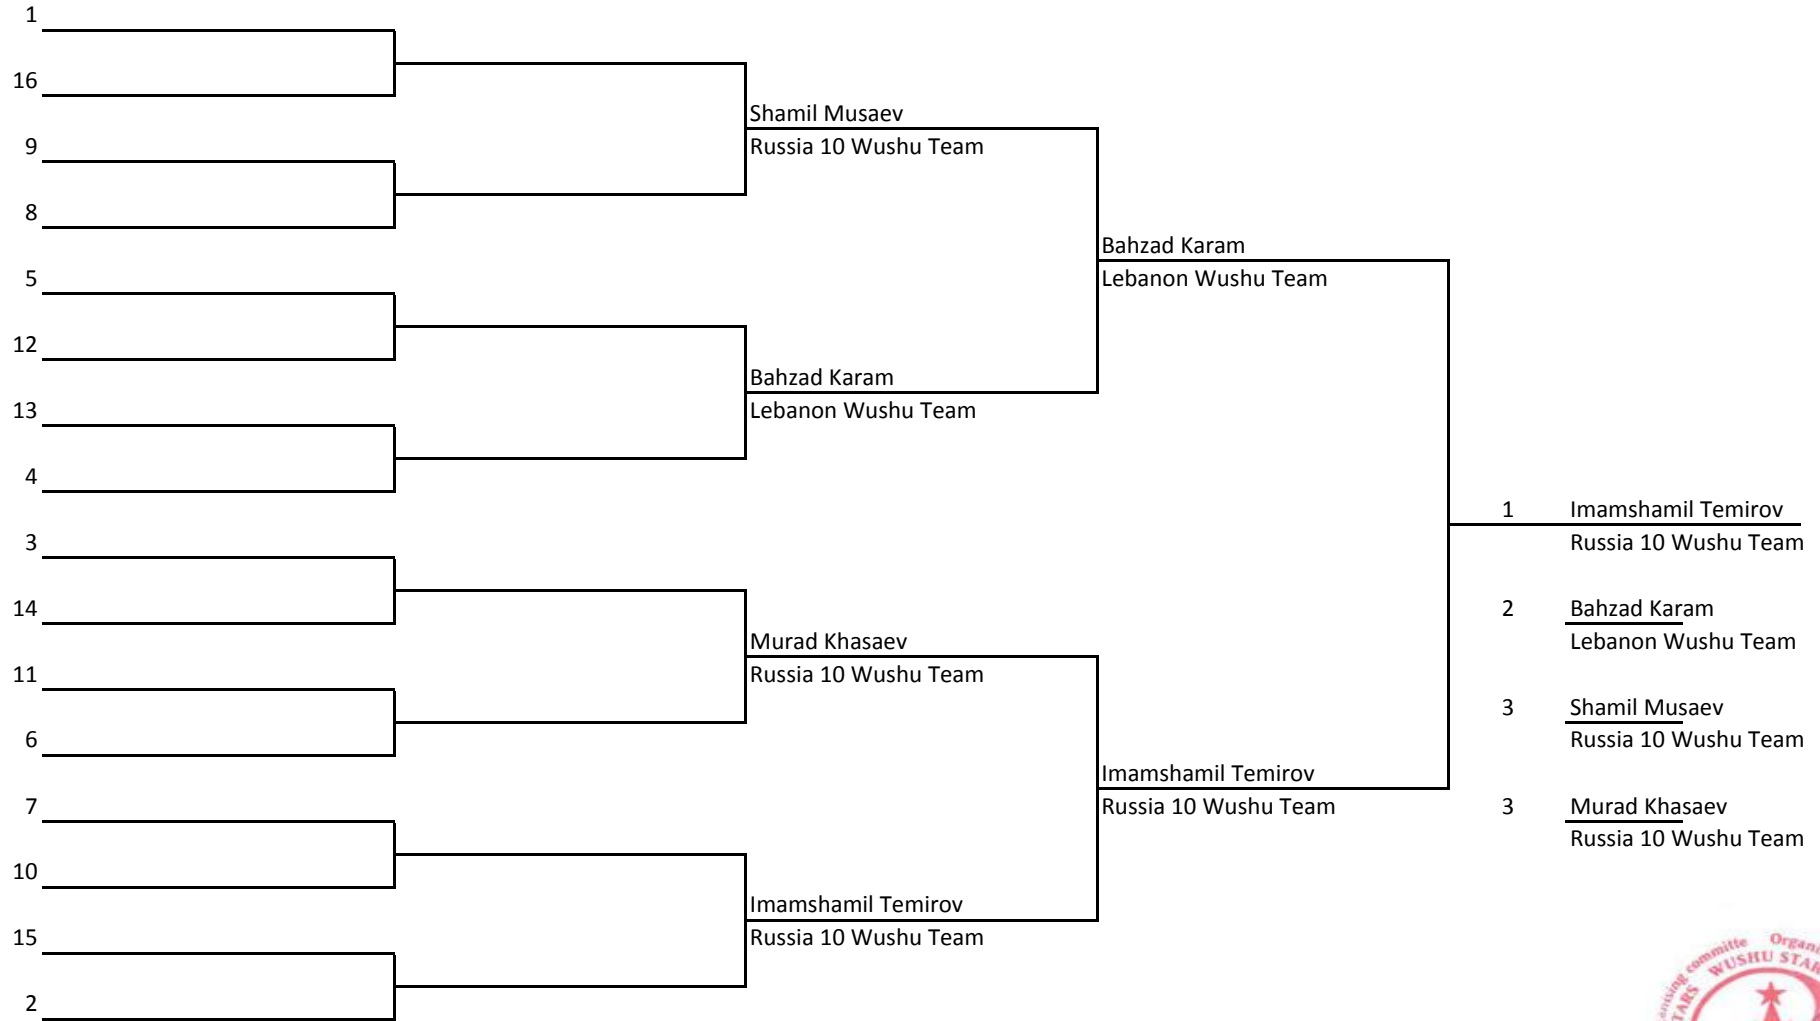 1
16
Shamil Musaev
9
Russia 10 Wushu Team
8
Bahzad Karam
5
Lebanon Wushu Team
12
Bahzad Karam
13
Lebanon Wushu Team
4
1 Imamshamil Temirov
3
Russia 10 Wushu Team
14
2 Bahzad Karam
Murad Khasaev
Lebanon Wushu Team
11
Russia 10 Wushu Team
3 Shamil Musaev
6
Russia 10 Wushu Team
Imamshamil Temirov
7
Russia 10 Wushu Team
3 Murad Khasaev
Russia 10 Wushu Team
10
Imamshamil Temirov
15
Russia 10 Wushu Team
2
committe
WUSHU